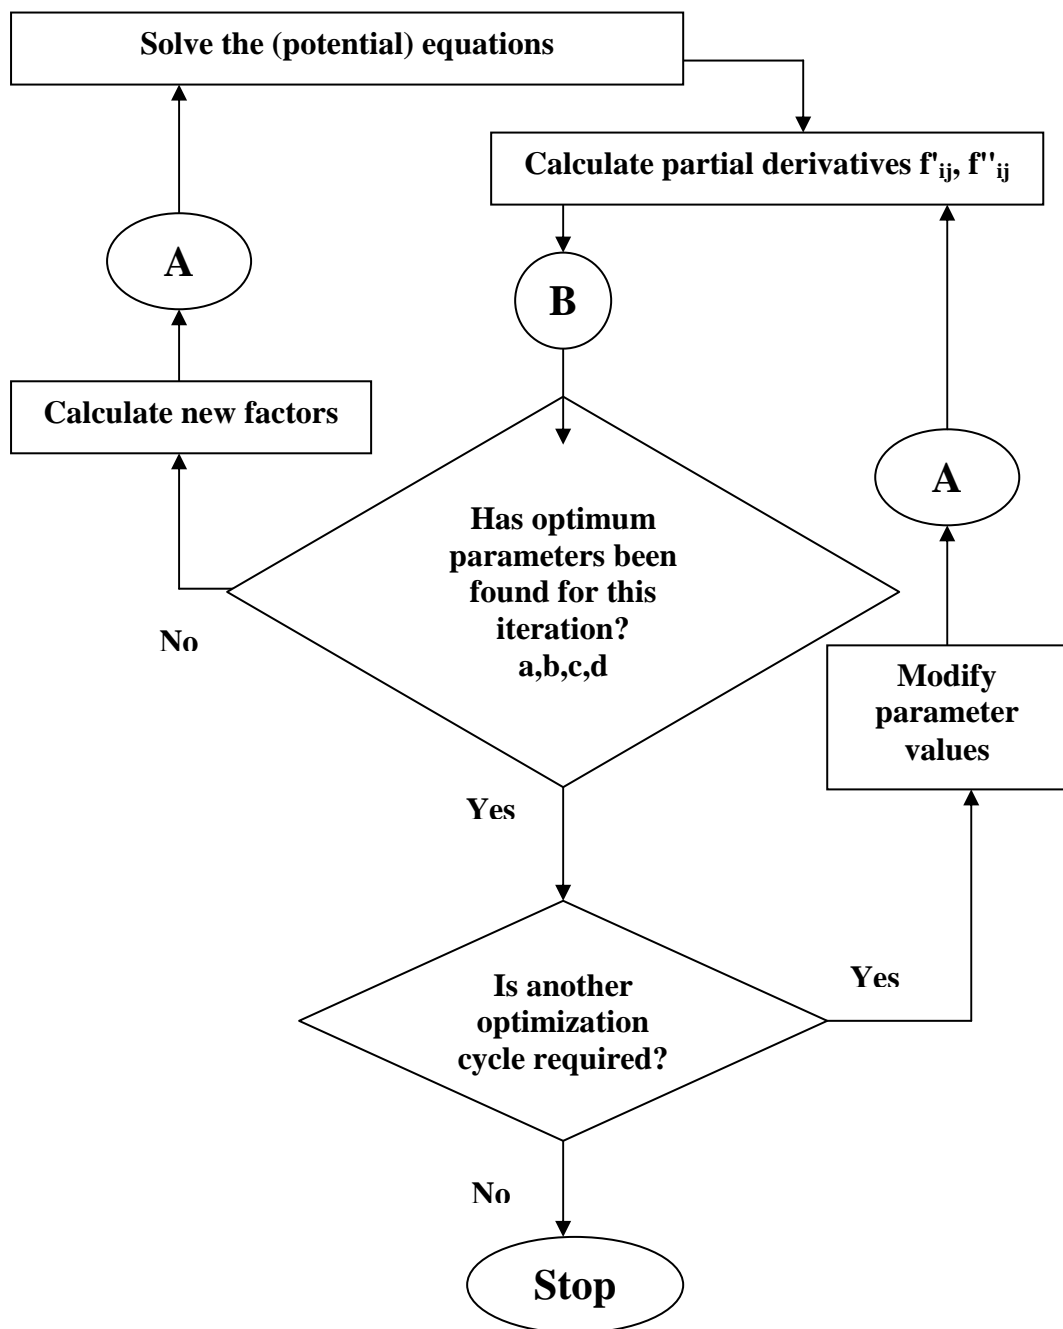 Solve the (potential) equations
Calculate partial derivatives f'ij, f''ij
A
B
Calculate new factors
A
Has optimum
parameters been
found for this
iteration?
a,b,c,d
No
Modify
parameter
values
Yes
Is another
optimization
cycle required?
Yes
No
Stop